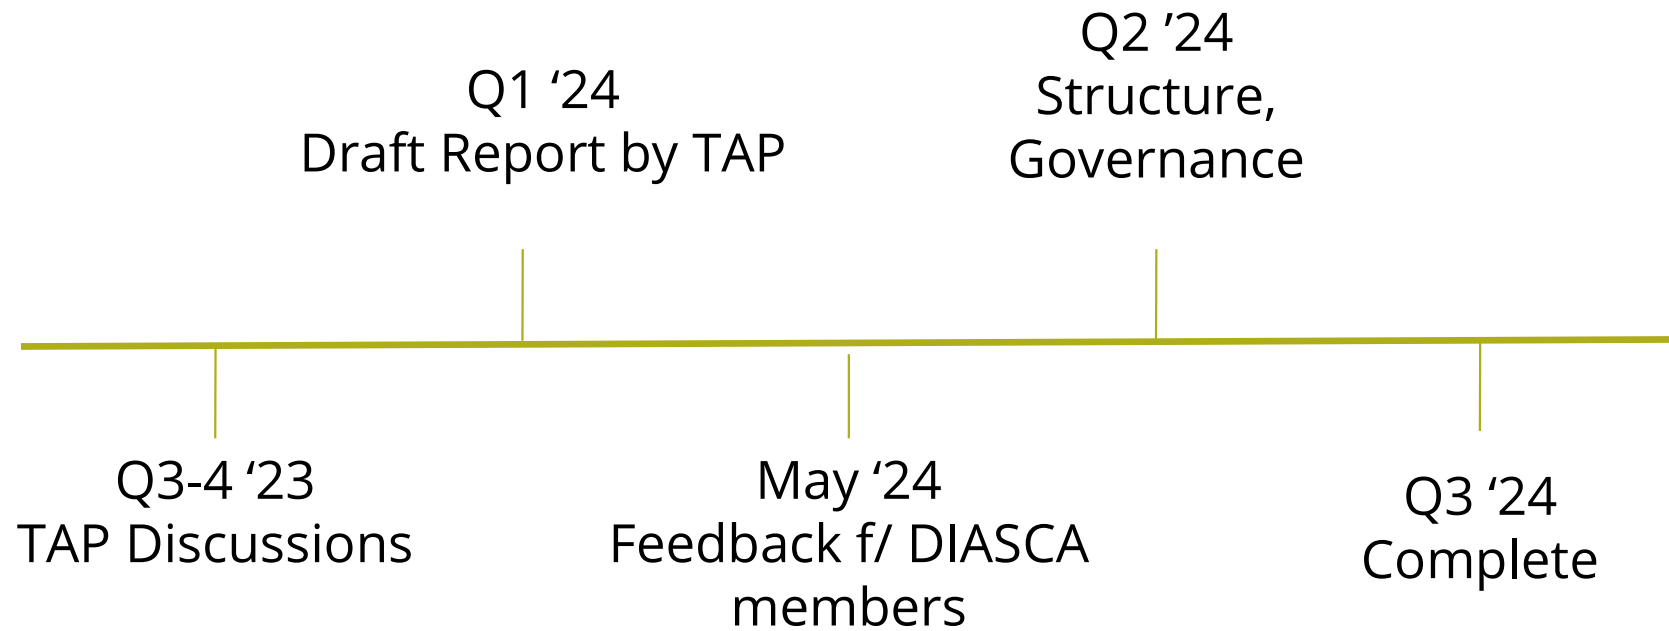 Q3-4 ‘23
TAP Discussions
Q1 ‘24
Draft Report by TAP
May ‘24
Feedback f/ DIASCA
members
Q2 ’24
Structure,
Governance
Q3 ‘24
Complete